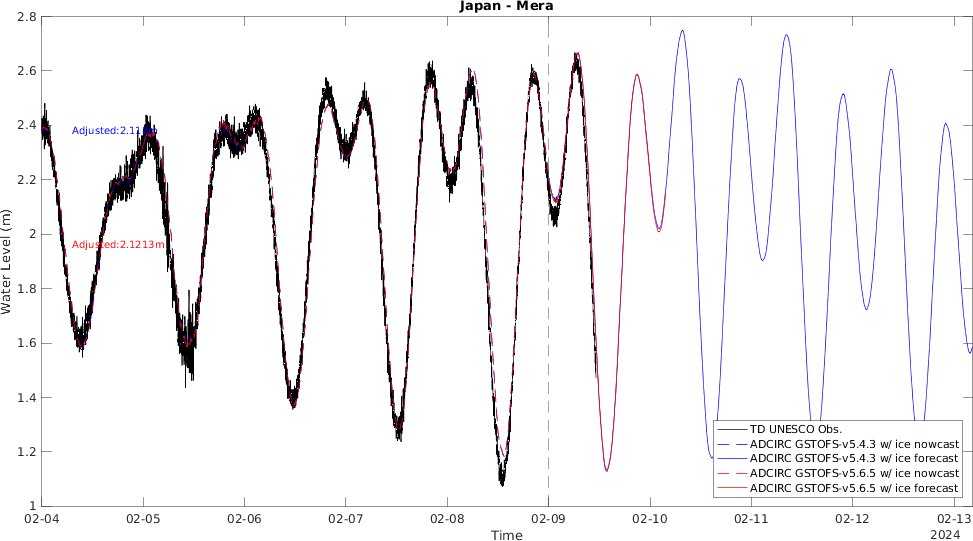 Japan - Mera
2.8
2.6
2.4
2.2
2
1.8
1.6
1.4
1.2
1
Water Level (m)
Adjusted:2.1
Adjusted:2.1213m
TD UNESCO Obs.
ADCIRC GSTOFS-v5.4.3 w/ ice nowcast
ADCIRC GSTOFS-v5.4.3 w/ ice forecast
ADCIRC GSTOFS-v5.6.5 w/ ice nowcast
ADCIRC GSTOFS-v5.6.5 w/ ice forecast
02-04 02-05 02-06 02-07 02-08 02-09 02-10 02-11 02-12 02-13
Time
2024